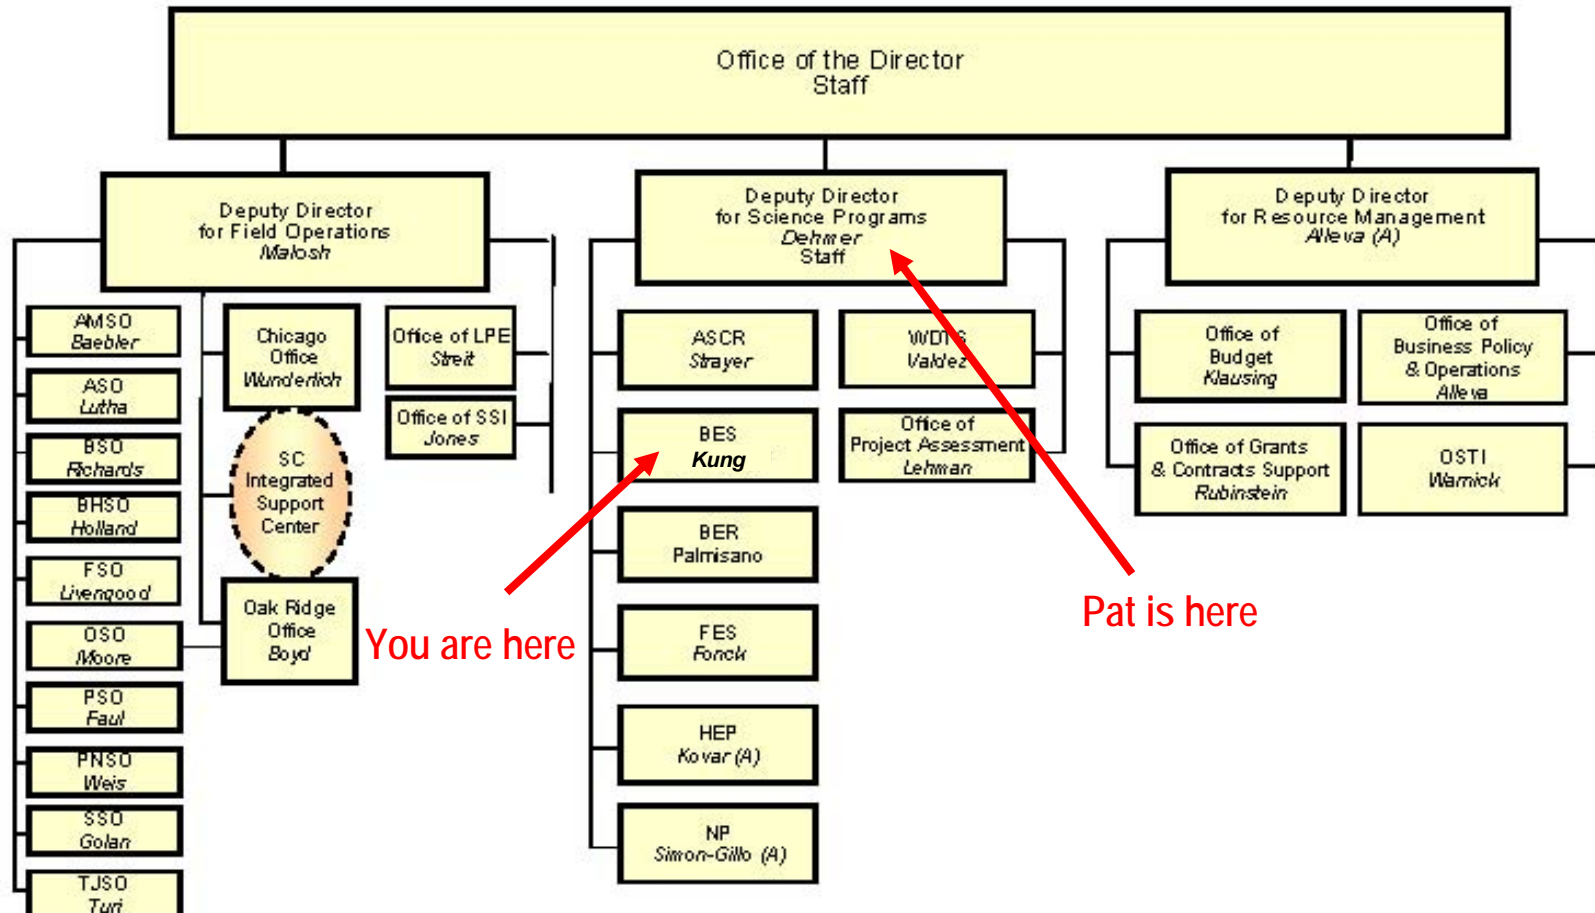 Office of the Director
Staff
Deputy Director
for Field Operations
Malosh
Deputy Director
for Science Programs
Dehmer
Staff
Deputy Director
for Resource Management
Alleva (A)
AMSO
Baebler
ASO
Lutha
BSO
Richards
BHSO
Holland
FSO
Livengood
OSO
Moore
PSO
Faul
PNSO
Weis
SSO
Golan
TJSO
Turi
Chicago
Office
Wunderlich
SC
Integrated
Support
Center
Oak Ridge
Office
Boyd
Office of LPE
Streit
Office of SSI
Jones
You are here
ASCR
Strayer
BES
Kung
BER
Palmisano
FES
Fonck
HEP
Kovar (A)
NP
Simon-Gillo (A)
WDTS
Valdez
Office of
Project Assessment
Lehman
Pat is here
Office of
Budget
Klausing
Office of Grants
& Contracts Support
Rubinstein
Office of
Business Policy
& Operations
Alleva
OSTI
Warnick